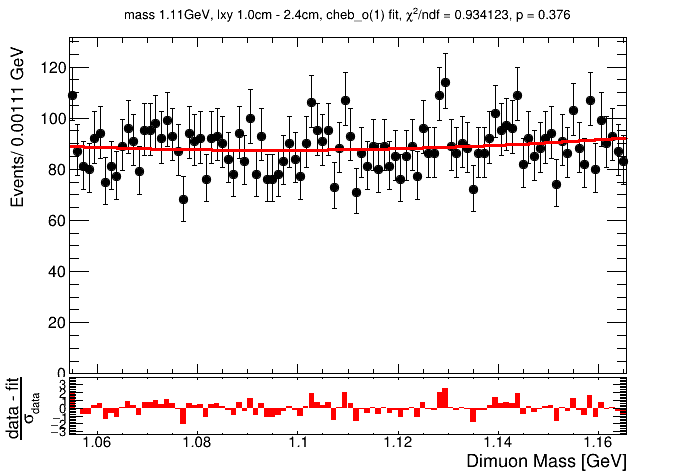 mass 1.11GeV, lxy 1.0cm - 2.4cm, cheb_o(1) fit, χ²/ndf = 0.934123, p = 0.376
Events/ 0.00111 GeV
120
100
80
60
40
20
0
data - fit
σdata
3
2
1
0
−1
−2
−3
1.06 1.08 1.1 1.12 1.14 1.16
Dimuon Mass [GeV]